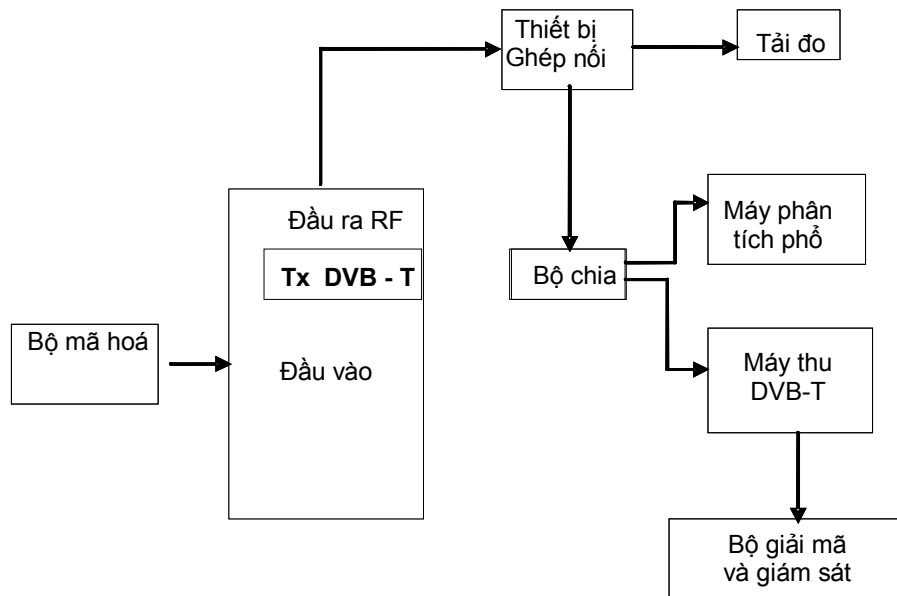 Thiết bị
Ghép nối
Tải đo
Đầu ra RF
Tx DVB - T
Máy phân
tích phổ
Bộ chia
Bộ mã hoá
Đầu vào
Máy thu
DVB-T
Bộ giải mã
và giám sát